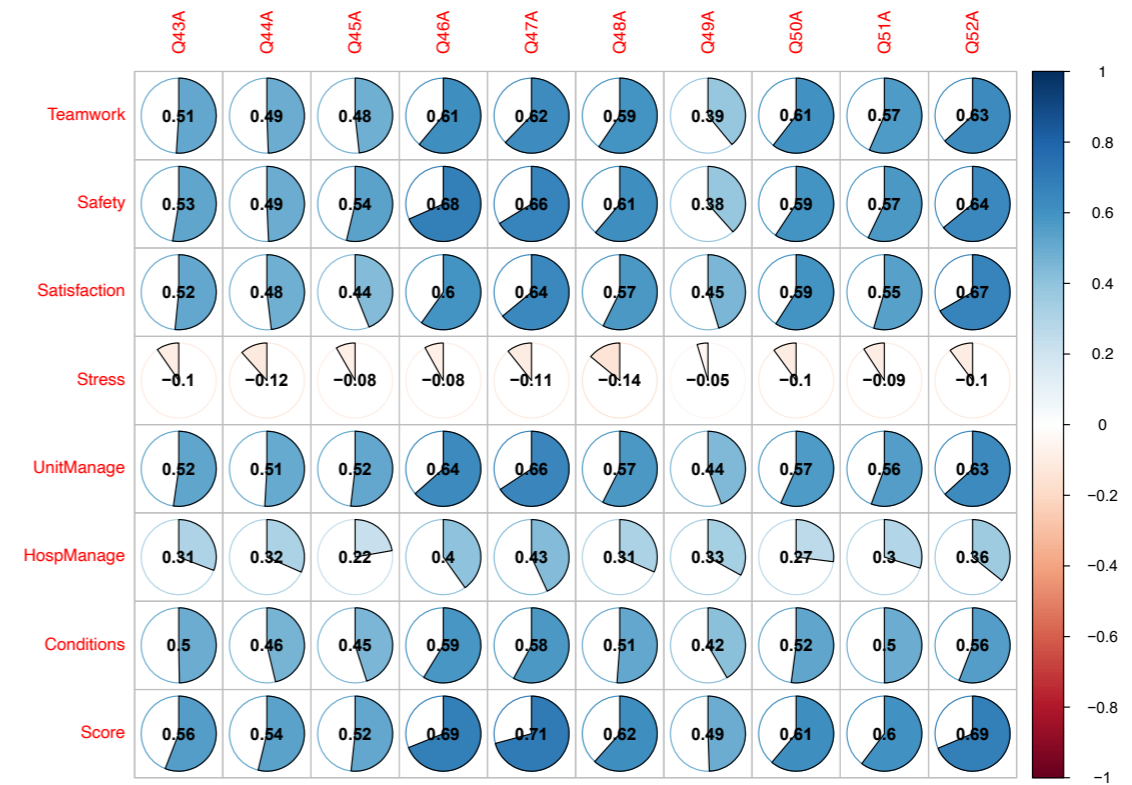 Q43A Q44A Q45A Q46A Q47A Q48A Q49A Q50A Q51A Q52A
1
Teamwork 0.51 0.49 0.48 0.61 0.62 0.59 0.39 0.61 0.57 0.63
0.8
Safety 0.53 0.49 0.54 0.68 0.66 0.61 0.38 0.59 0.57 0.64
0.6
Satisfaction 0.52 0.48 0.44 0.6 0.64 0.57 0.45 0.59 0.55 0.67
0.4
0.2
Stress −0.1 −0.12 −0.08 −0.08 −0.11 −0.14 −0.05 −0.1 −0.09 −0.1
0
UnitManage 0.52 0.51 0.52 0.64 0.66 0.57 0.44 0.57 0.56 0.63
−0.2
HospManage 0.31 0.32 0.22 0.4 0.43 0.31 0.33 0.27 0.3 0.36
−0.4
−0.6
Conditions 0.5 0.46 0.45 0.59 0.58 0.51 0.42 0.52 0.5 0.56
−0.8
Score 0.56 0.54 0.52 0.69 0.71 0.62 0.49 0.61 0.6 0.69
−1